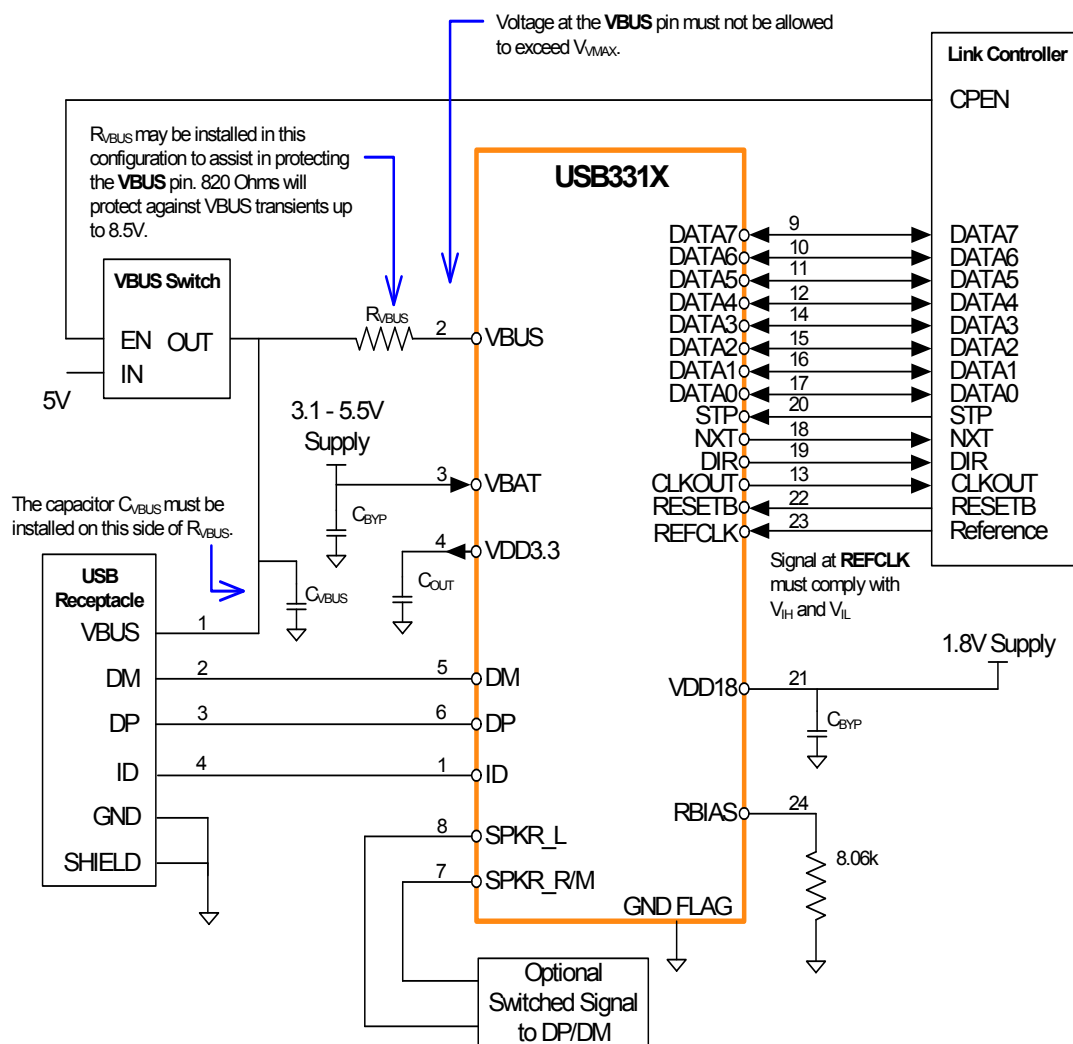 Voltage at the VBUS pin must not be allowed
to exceed VVMAX.
Link Controller
CPEN
RVBUS may be installed in this
configuration to assist in protecting
the VBUS pin. 820 Ohms will
protect against VBUS transients up
to 8.5V.
USB331X
VBUS Switch
EN OUT
IN
5V
RVBUS
2 VBUS
DATA7 9 DATA7
DATA6 10 DATA6
DATA5 11 DATA5
DATA4 12 DATA4
DATA3 14 DATA3
DATA2 15 DATA2
DATA1 16 DATA1
DATA0 17 DATA0
STP 20 STP
NXT 18 NXT
DIR 19 DIR
CLKOUT 13 CLKOUT
RESETB 22 RESETB
REFCLK 23 Reference
3.1 - 5.5V
Supply
3 VBAT
CBYP
4 VDD3.3
COUT
The capacitor CVBUS must be
installed on this side of RVBUS.
CVBUS
Signal at REFCLK
must comply with
VIH and VIL
USB
Receptacle
VBUS 1
DM 2 5 DM
DP 3 6 DP
ID 4 1 ID
GND
SHIELD
8 SPKR_L
7 SPKR_R/M
1.8V Supply
VDD18 21
CBYP
RBIAS 24
8.06k
GND FLAG
Optional
Switched Signal
to DP/DM